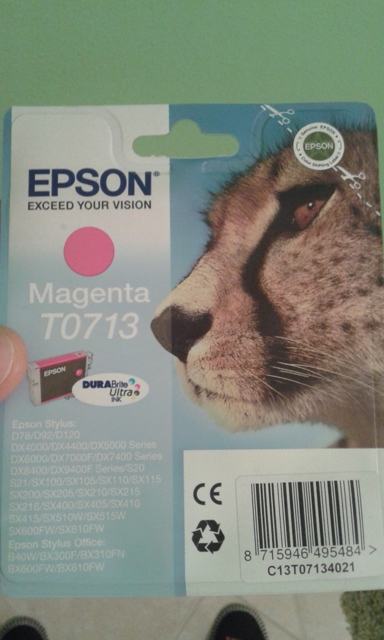 EPSON®
EXCEED YOUR VISION
EPSON
Magenta
T0713
EPSON
DURABrite
Ultra
INK
Epson Stylus:
D78/D92/D120
DX4000/DX4400/DX5000 Series
DX6000/DX7000F/DX7400 Series
DX8400/DX9400F Series/S20
S21/SX100/SX105/SX110/SX115
SX200/SX205/SX210/SX215
SX218/SX400/SX405/SX410
SX415/SX510W/SX515W
SX600FW/SX610FW
Epson Stylus Office:
B40W/BX300F/BX310FN
BX600FW/BX610FW
CE
8 715946 495484 >
C13T07134021